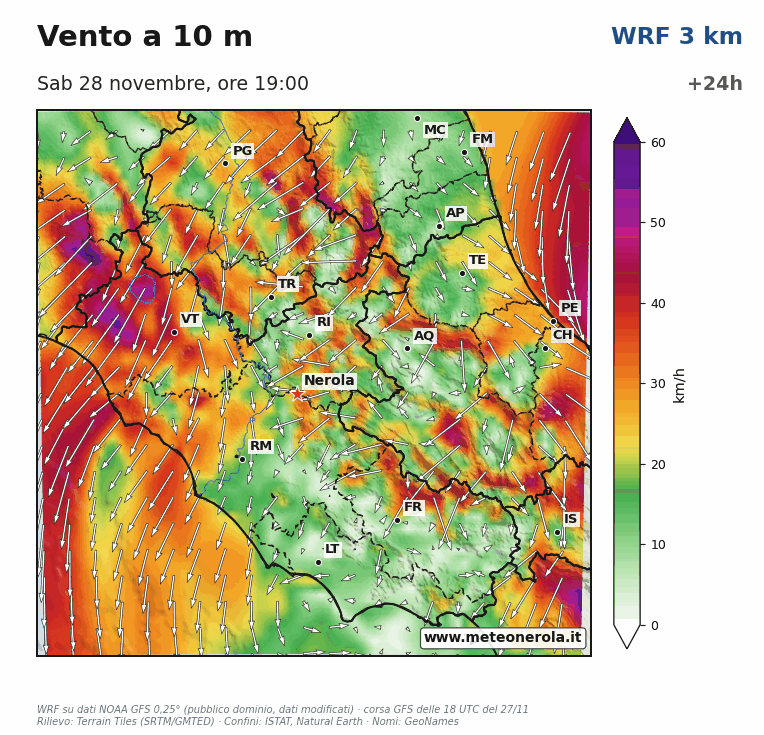 Vento a 10 m
WRF 3 km
Sab 28 novembre, ore 19:00
+24h
MC
FM
PG
AP
TE
TR
PE
VT
RI
AQ
CH
Nerola
RM
FR
IS
LT
www.meteonerola.it
60
50
40
30
20
10
0
km/h
WRF su dati NOAA GFS 0,25° (pubblico dominio, dati modificati) · corsa GFS delle 18 UTC del 27/11
Rilievo: Terrain Tiles (SRTM/GMTED) · Confini: ISTAT, Natural Earth · Nomi: GeoNames